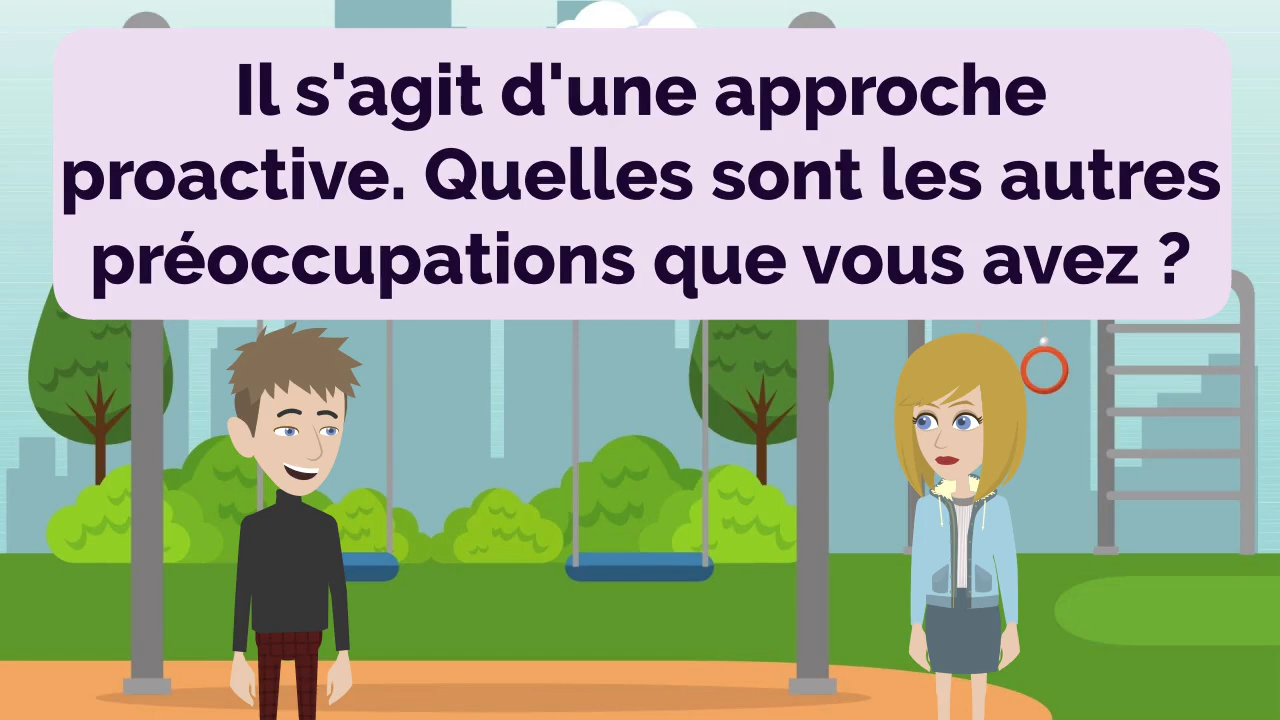 Il s'agit d'une approche
proactive. Quelles sont les autres
préoccupations que vous avez ?